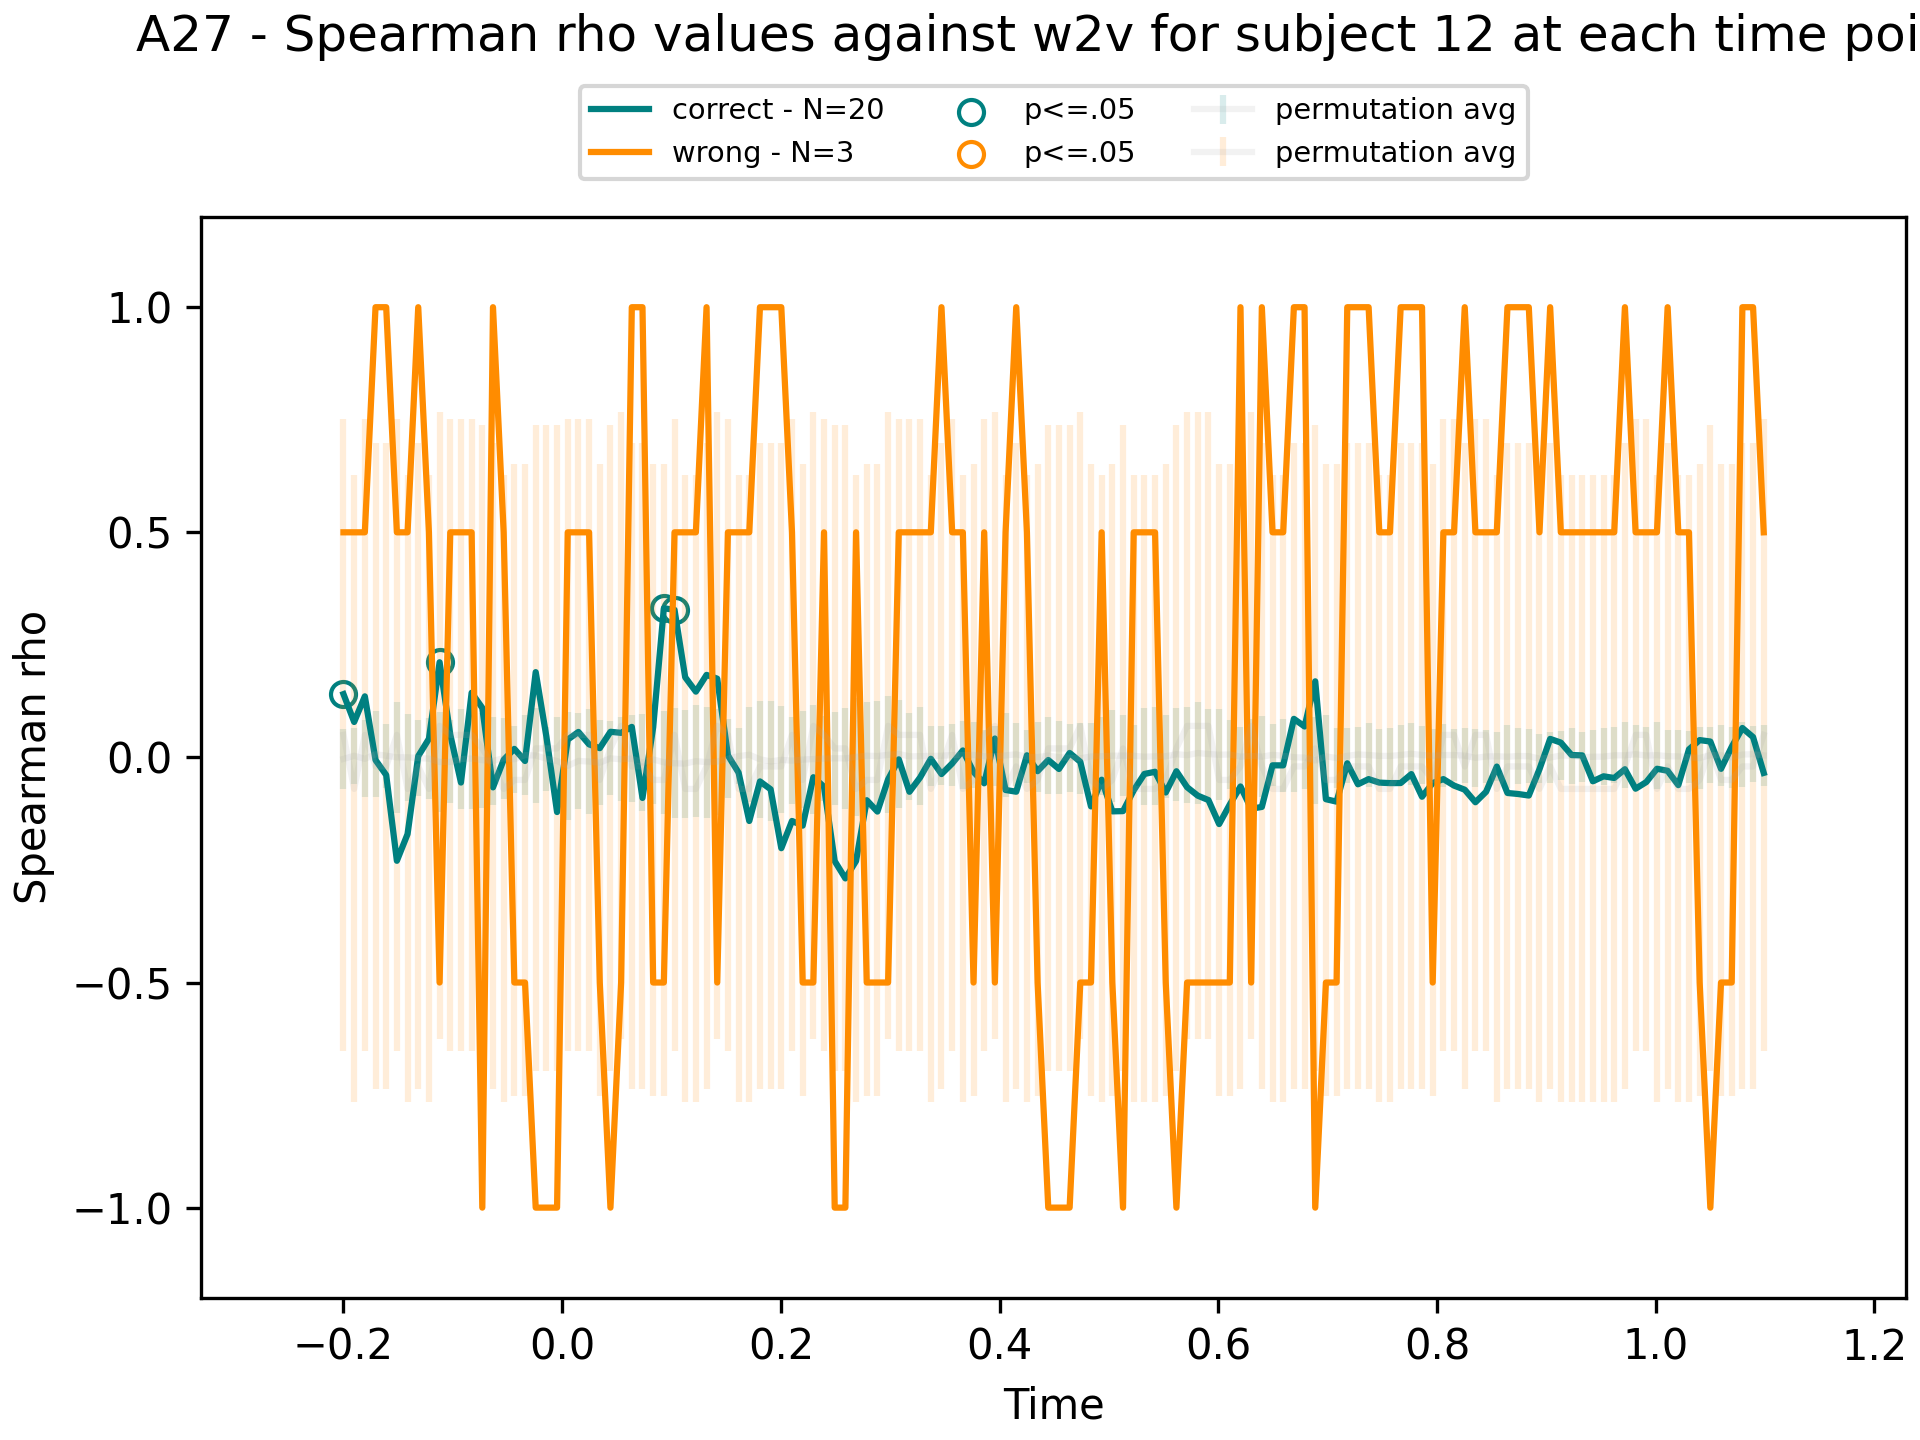 A27 - Spearman rho values against w2v for subject 12 at each time poi
correct - N=20 p<=.05 permutation avg
wrong - N=3 p<=.05 permutation avg
1.0
0.5
0.0
−0.5
−1.0
Spearman rho
−0.2 0.0 0.2 0.4 0.6 0.8 1.0 1.2
Time